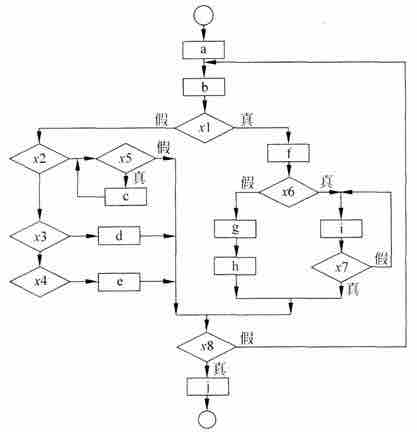 a
b
假 x1 真
x2 x5 假 f
真
c 假 x6 真
g i
x3 d
h x7 假
x4 e 真
x8 假
真
j